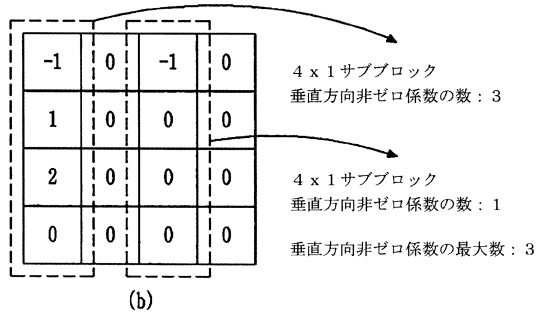 -1 0 -1 0
4 x 1サブブロック
垂直方向非ゼロ係数の数：3
1 0 0 0
2 0 0 0
4 x 1サブブロック
垂直方向非ゼロ係数の数：1
0 0 0 0
垂直方向非ゼロ係数の最大数：3
(b)